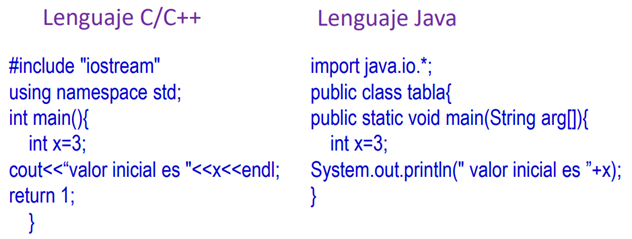 Lenguaje C/C++
#include "iostream"
using namespace std;
int main(){
int x=3;
cout<<“valor inicial es "<<x<<endl;
return 1;
}
Lenguaje Java
import java.io.*;
public class tabla{
public static void main(String arg[]){
int x=3;
System.out.println(" valor inicial es ”+x);
}